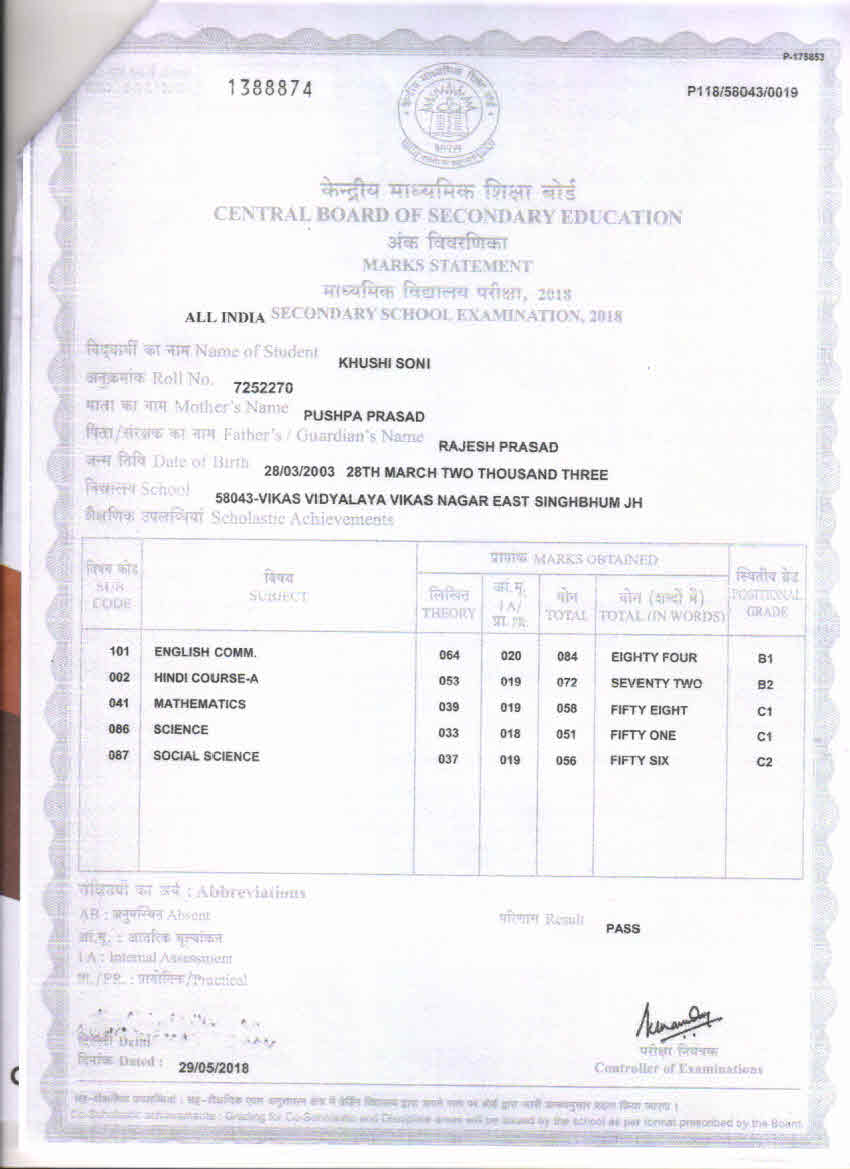 P-175853
1388874
P118/58043/0019
केन्द्रीय माध्यमिक शिक्षा बोर्ड
भारत
केन्द्रीय माध्यमिक शिक्षा बोर्ड
CENTRAL BOARD OF SECONDARY EDUCATION
अंक विवरणिका
MARKS STATEMENT
माध्यमिक विद्यालय परीक्षा, 2018
ALL INDIA SECONDARY SCHOOL EXAMINATION, 2018
विद्यार्थी का नाम Name of Student KHUSHI SONI
अनुक्रमांक Roll No. 7252270
माता का नाम Mother's Name PUSHPA PRASAD
पिता/संरक्षक का नाम Father's / Guardian's Name RAJESH PRASAD
जन्म तिथि Date of Birth 28/03/2003 28TH MARCH TWO THOUSAND THREE
विद्यालय School 58043-VIKAS VIDYALAYA VIKAS NAGAR EAST SINGHBHUM JH
शैक्षणिक उपलब्धियां Scholastic Achievements
विषय कोड SUB. CODE
विषय SUBJECT
प्राप्तांक MARKS OBTAINED
लिखित THEORY
आं.मू. I A/ प्रा. PR.
योग TOTAL
योग (शब्दों में) TOTAL (IN WORDS)
स्थितीय ग्रेड POSITIONAL GRADE
101 ENGLISH COMM. 064 020 084 EIGHTY FOUR B1
002 HINDI COURSE-A 053 019 072 SEVENTY TWO B2
041 MATHEMATICS 039 019 058 FIFTY EIGHT C1
086 SCIENCE 033 018 051 FIFTY ONE C1
087 SOCIAL SCIENCE 037 019 056 FIFTY SIX C2
का अर्थ : Abbreviations
AB : अनुपस्थित Absent
परिणाम Result PASS
आं.मू. : आंतरिक मूल्यांकन
I A : Internal Assessment
प्रा./PR. : प्रायोगिक/Practical
दिल्ली Delhi
दिनांक Dated : 29/05/2018
परीक्षा नियंत्रक
Controller of Examinations
Co-Scholastic achievements : Grading for Co-Scholastic and Discipline areas will be issued by the school as per format prescribed by the Board.